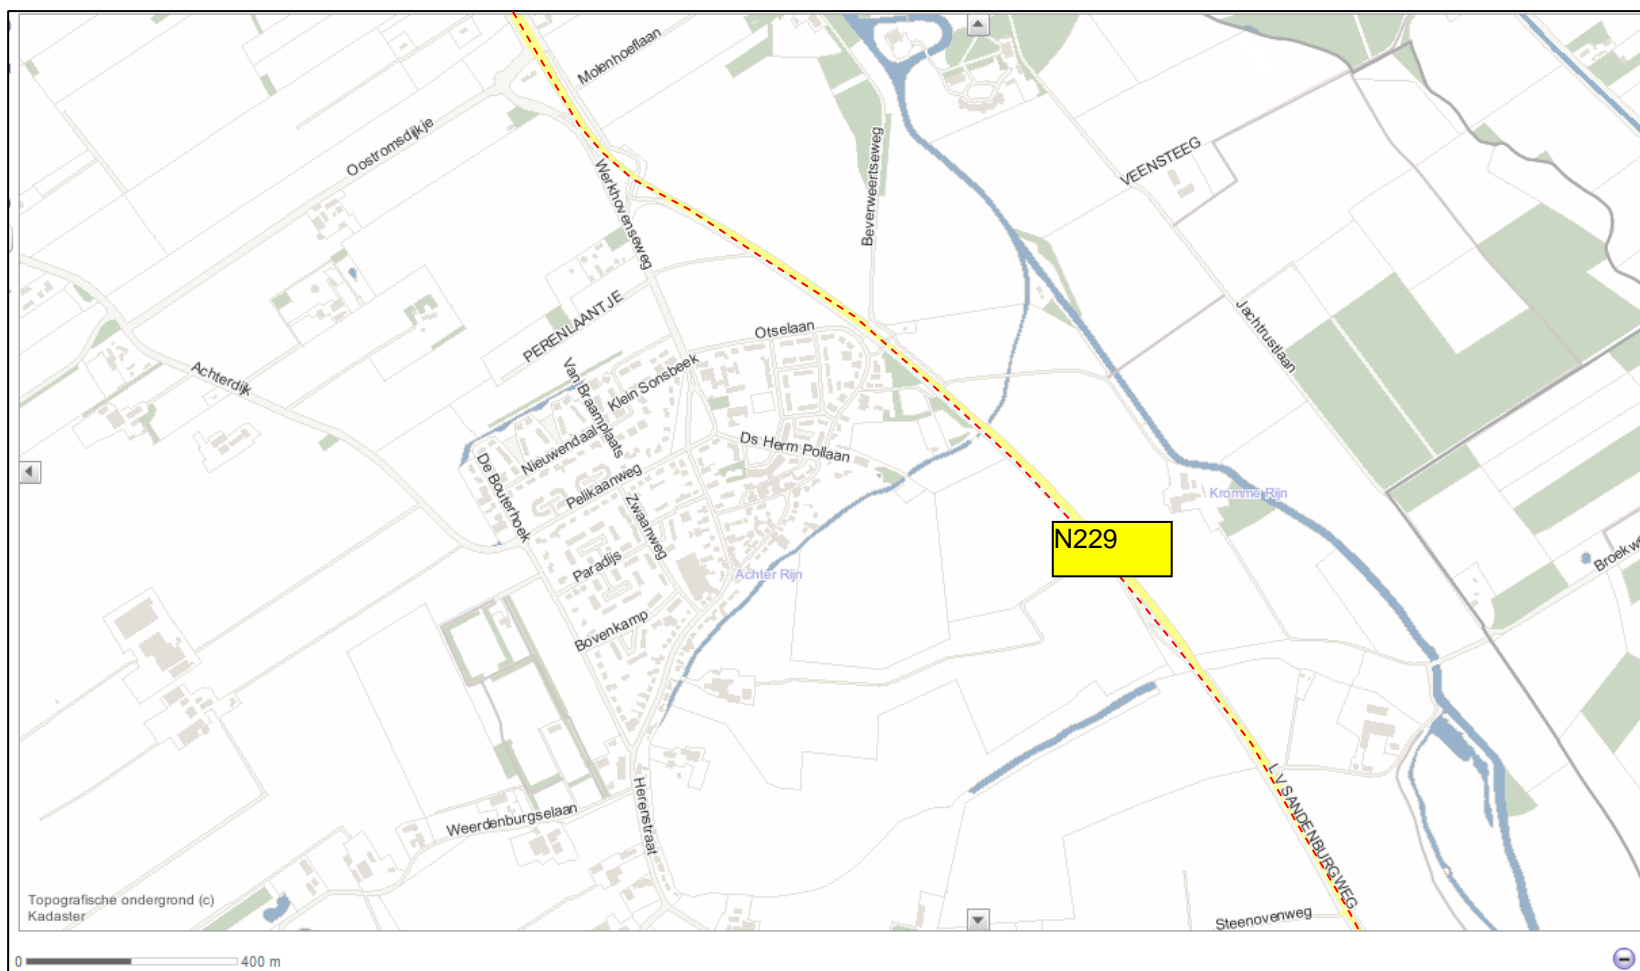 Molenhoeflaan
Oostromsdijkje
Werkhovenseweg
Beverweertseweg
VEENSTEEG
Jachtrustlaan
PERENLAANTJE
Otselaan
Achterdijk
Van Braamplaats
Klein Sonsbeek
Nieuwendaal
De Bouterhoek
Pelikaanweg
Ds Herm Pollaan
Zwaanweg
Kromme Rijn
N229
Paradijs
Achter Rijn
Bovenkamp
Weerdenburgselaan
Herenstraat
L V SANDENBURGWEG
Steenovenweg
Topografische ondergrond (c)
Kadaster
0 400 m